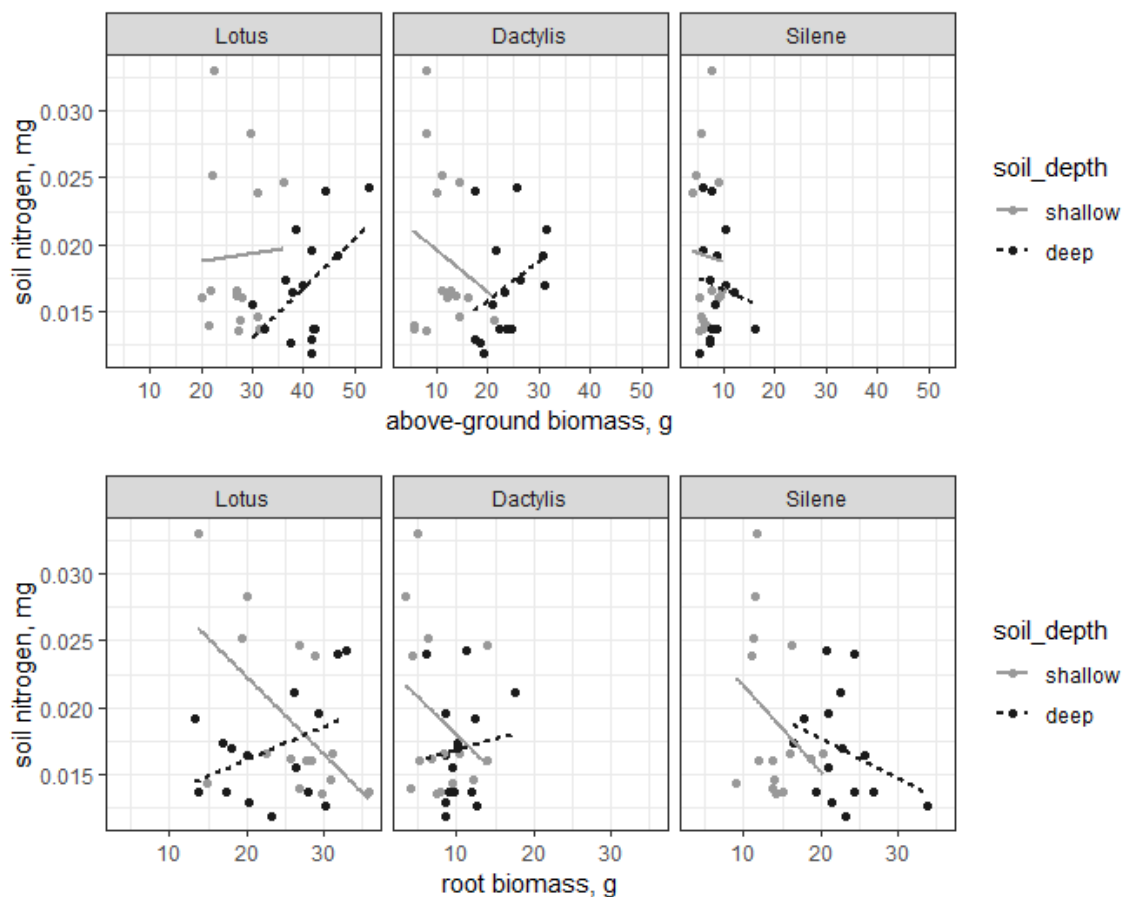 Lotus Dactylis Silene
0.030
0.025
0.020
0.015
soil nitrogen, mg
10 20 30 40 50 10 20 30 40 50 10 20 30 40 50
above-ground biomass, g
soil_depth
shallow
deep
Lotus Dactylis Silene
0.030
0.025
0.020
0.015
soil nitrogen, mg
10 20 30 10 20 30 10 20 30
root biomass, g
soil_depth
shallow
deep